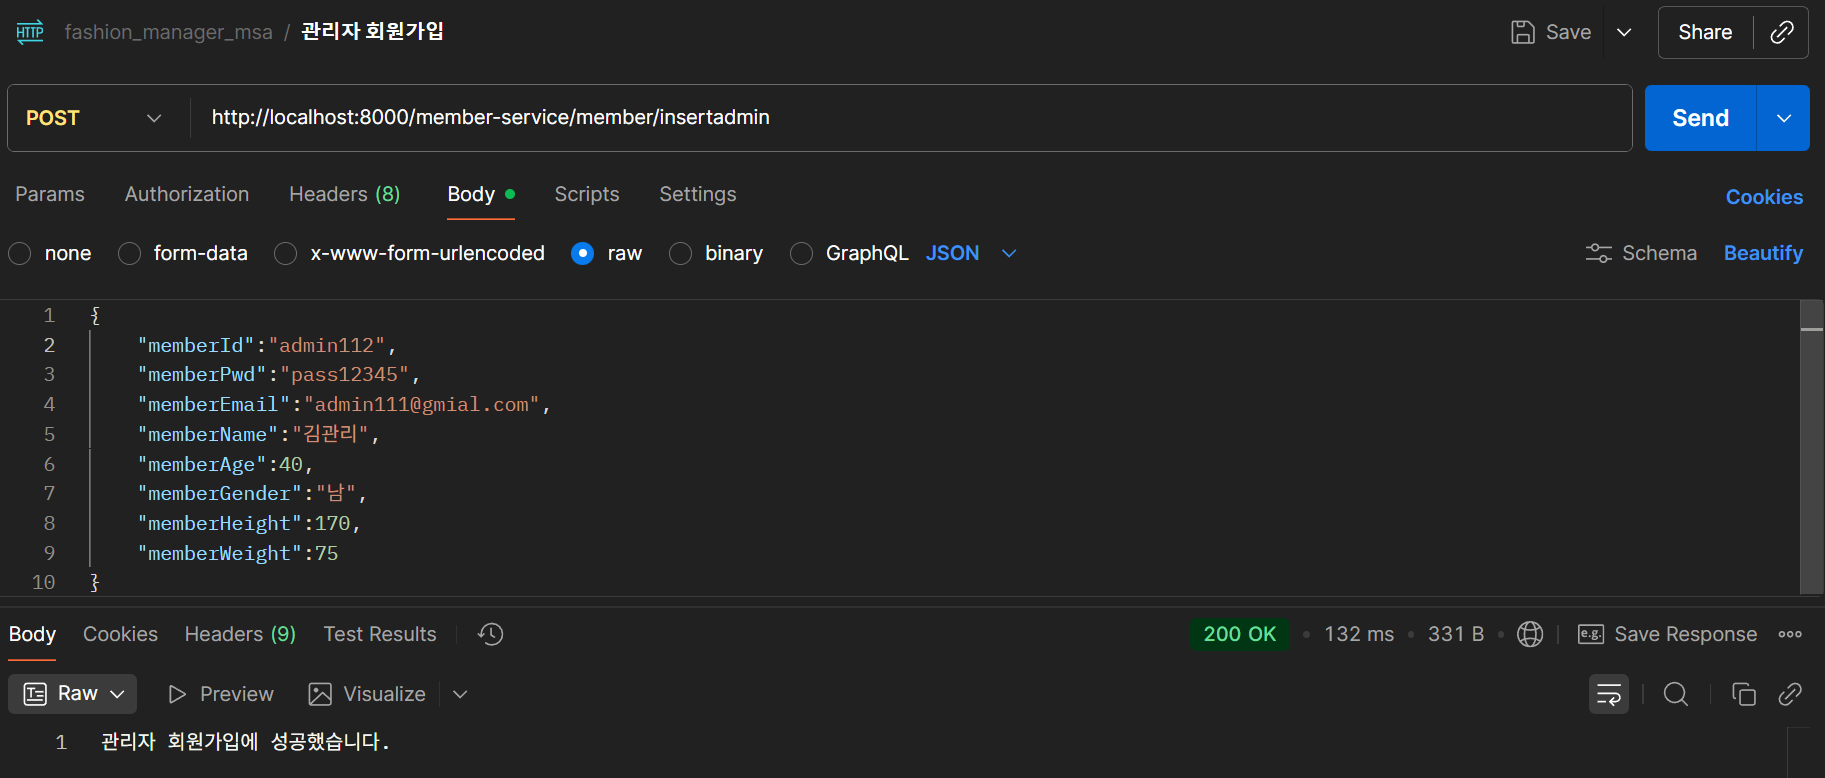 HTTP fashion_manager_msa / 관리자 회원가입 Save Share
POST http://localhost:8000/member-service/member/insertadmin Send
Params Authorization Headers (8) Body Scripts Settings Cookies
none form-data x-www-form-urlencoded raw binary GraphQL JSON Schema Beautify
1 {
2 "memberId":"admin112",
3 "memberPwd":"pass12345",
4 "memberEmail":"admin111@gmial.com",
5 "memberName":"김관리",
6 "memberAge":40,
7 "memberGender":"남",
8 "memberHeight":170,
9 "memberWeight":75
10 }
Body Cookies Headers (9) Test Results 200 OK • 132 ms • 331 B • e.g. Save Response
Raw Preview Visualize
1 관리자 회원가입에 성공했습니다.